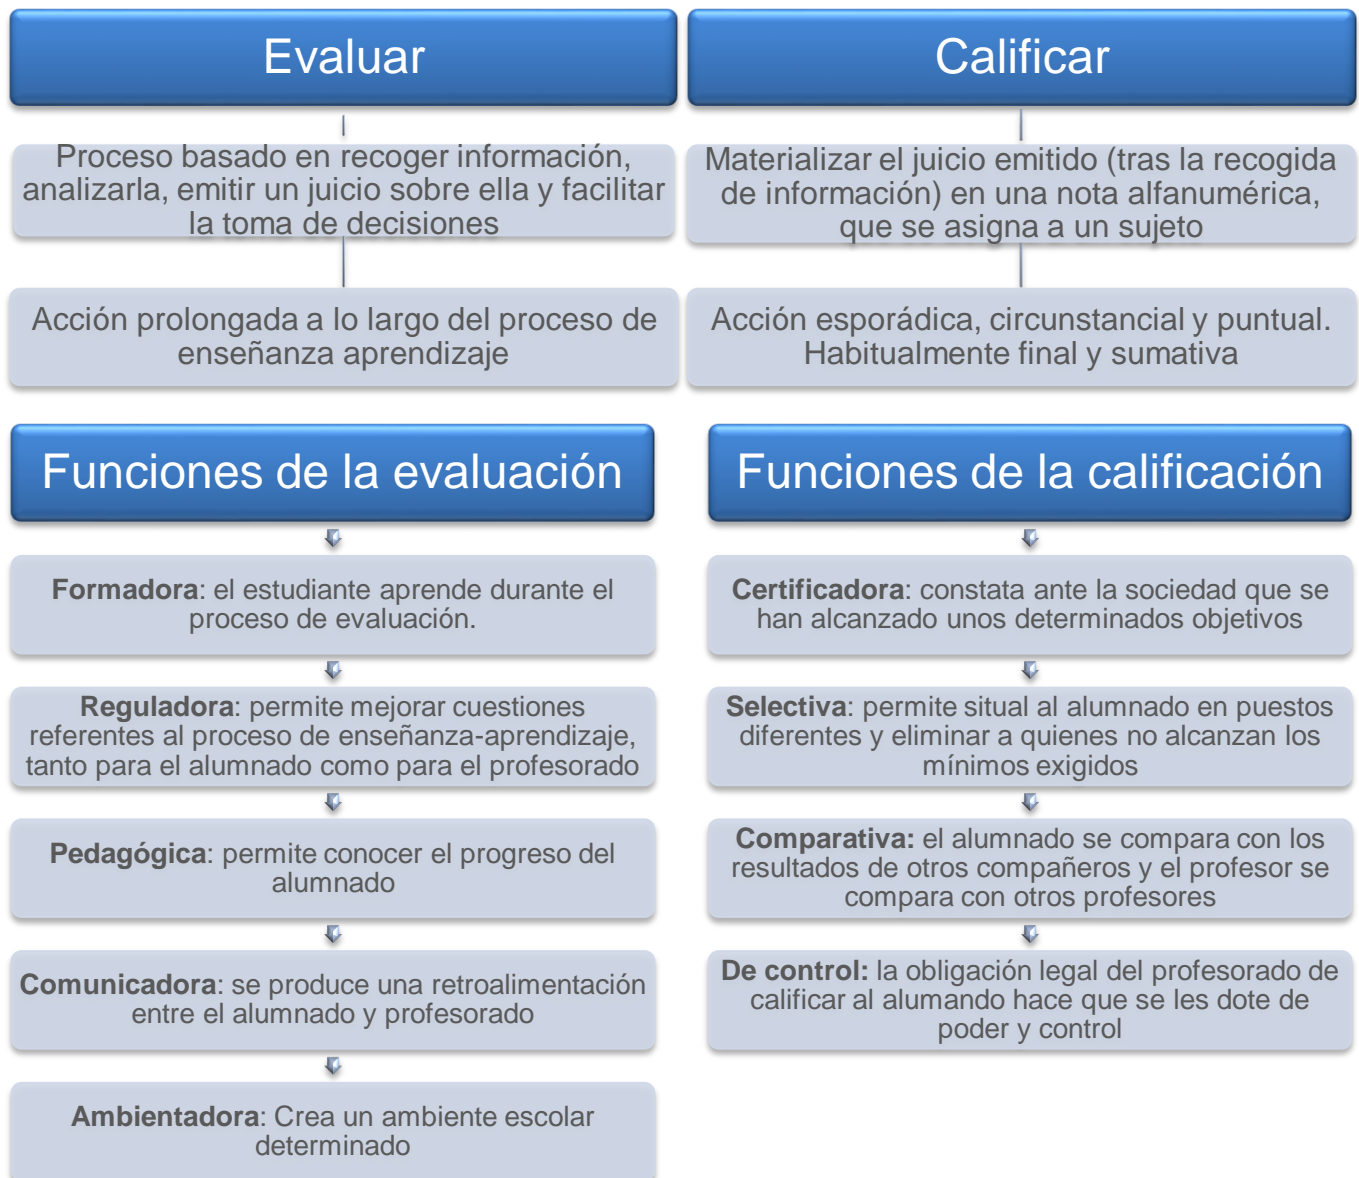 Evaluar
Proceso basado en recoger información,
analizarla, emitir un juicio sobre ella y facilitar
la toma de decisiones
Acción prolongada a lo largo del proceso de
enseñanza aprendizaje
Calificar
Materializar el juicio emitido (tras la recogida
de información) en una nota alfanumérica,
que se asigna a un sujeto
Acción esporádica, circunstancial y puntual.
Habitualmente final y sumativa
Funciones de la evaluación
Formadora: el estudiante aprende durante el
proceso de evaluación.
Reguladora: permite mejorar cuestiones
referentes al proceso de enseñanza-aprendizaje,
tanto para el alumnado como para el profesorado
Pedagógica: permite conocer el progreso del
alumnado
Comunicadora: se produce una retroalimentación
entre el alumnado y profesorado
Ambientadora: Crea un ambiente escolar
determinado
Funciones de la calificación
Certificadora: constata ante la sociedad que se
han alcanzado unos determinados objetivos
Selectiva: permite situal al alumnado en puestos
diferentes y eliminar a quienes no alcanzan los
mínimos exigidos
Comparativa: el alumnado se compara con los
resultados de otros compañeros y el profesor se
compara con otros profesores
De control: la obligación legal del profesorado de
calificar al alumando hace que se les dote de
poder y control